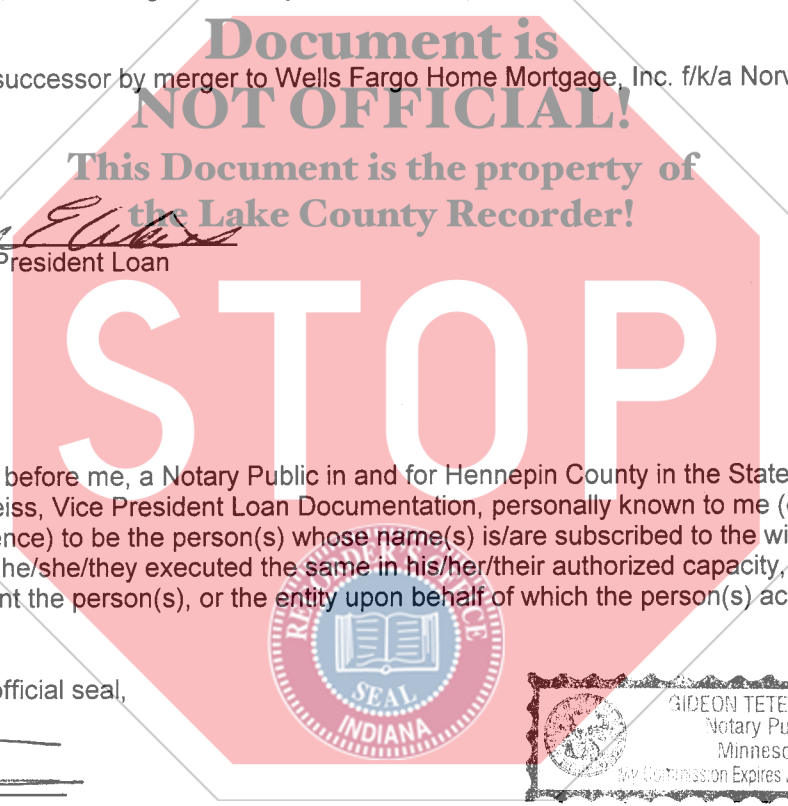 Document is
successor by merger to Wells Fargo Home Mortgage, Inc. f/k/a Norw
NOT OFFICIAL!
This Document is the property of
the Lake County Recorder!
President Loan
STOP
before me, a Notary Public in and for Hennepin County in the State
eiss, Vice President Loan Documentation, personally known to me (
ence) to be the person(s) whose name(s) is/are subscribed to the wi
he/she/they executed the same in his/her/their authorized capacity,
nt the person(s), or the entity upon behalf of which the person(s) ac
RECORDER'S OFFICE
SEAL
INDIANA
official seal,
GIDEON TETE
Notary Pu
Minneso
My Commission Expires